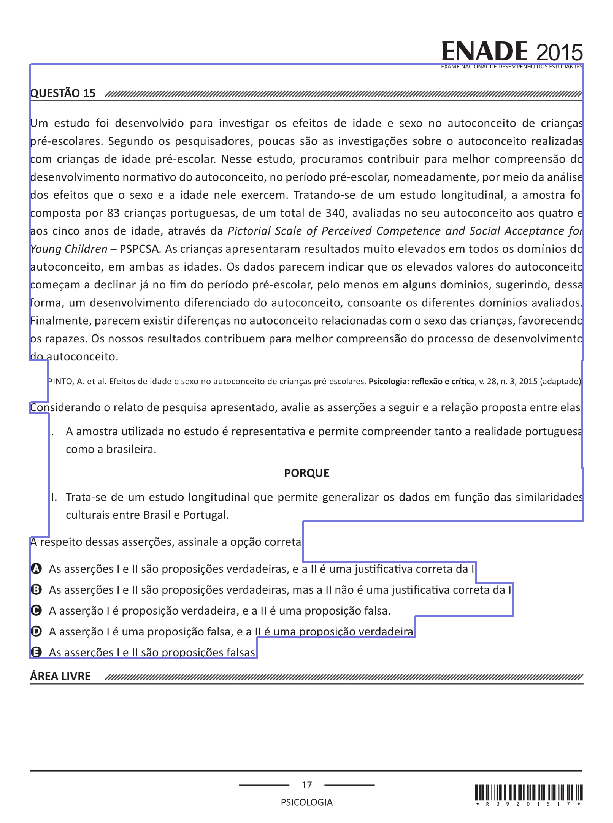 ENADE 2015
EXAME NACIONAL DE DESEMPENHO DOS ESTUDANTES
QUESTÃO 15
Um estudo foi desenvolvido para investigar os efeitos de idade e sexo no autoconceito de crianças
pré-escolares. Segundo os pesquisadores, poucas são as investigações sobre o autoconceito realizadas
com crianças de idade pré-escolar. Nesse estudo, procuramos contribuir para melhor compreensão do
desenvolvimento normativo do autoconceito, no período pré-escolar, nomeadamente, por meio da análise
dos efeitos que o sexo e a idade nele exercem. Tratando-se de um estudo longitudinal, a amostra fo
composta por 83 crianças portuguesas, de um total de 340, avaliadas no seu autoconceito aos quatro e
aos cinco anos de idade, através da Pictorial Scale of Perceived Competence and Social Acceptance for
Young Children – PSPCSA. As crianças apresentaram resultados muito elevados em todos os domínios do
autoconceito, em ambas as idades. Os dados parecem indicar que os elevados valores do autoconceito
começam a declinar já no fim do período pré-escolar, pelo menos em alguns domínios, sugerindo, dessa
forma, um desenvolvimento diferenciado do autoconceito, consoante os diferentes domínios avaliados.
Finalmente, parecem existir diferenças no autoconceito relacionadas com o sexo das crianças, favorecendo
os rapazes. Os nossos resultados contribuem para melhor compreensão do processo de desenvolvimento
do autoconceito.
PINTO, A. et al. Efeitos de idade e sexo no autoconceito de crianças pré-escolares. Psicologia: reflexão e crítica, v. 28, n. 3, 2015 (adaptado)
Considerando o relato de pesquisa apresentado, avalie as asserções a seguir e a relação proposta entre elas
. A amostra utilizada no estudo é representativa e permite compreender tanto a realidade portuguesa
como a brasileira.
PORQUE
I. Trata-se de um estudo longitudinal que permite generalizar os dados em função das similaridades
culturais entre Brasil e Portugal.
A respeito dessas asserções, assinale a opção correta
A As asserções I e II são proposições verdadeiras, e a II é uma justificativa correta da I
B As asserções I e II são proposições verdadeiras, mas a II não é uma justificativa correta da I
C A asserção I é proposição verdadeira, e a II é uma proposição falsa.
D A asserção I é uma proposição falsa, e a II é uma proposição verdadeira
E As asserções I e II são proposições falsas
ÁREA LIVRE
17
PSICOLOGIA
* R 3 9 2 0 1 5 1 7 *